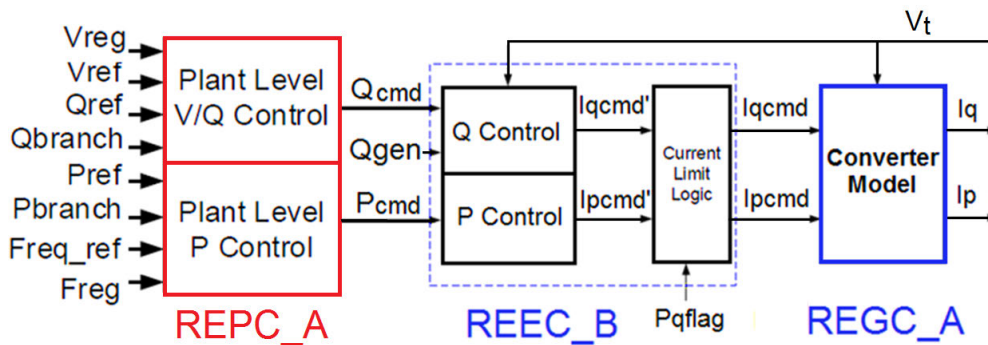 Vreg
Vref
Qref
Qbranch
Pref
Pbranch
Freq_ref
Freg
Plant Level
V/Q Control
Plant Level
P Control
REPC_A
Qcmd
Qgen
Pcmd
Q Control
P Control
Iqcmd'
Ipcmd'
Current
Limit
Logic
Pqflag
REEC_B
Iqcmd
Ipcmd
Vt
Converter
Model
REGC_A
Iq
Ip